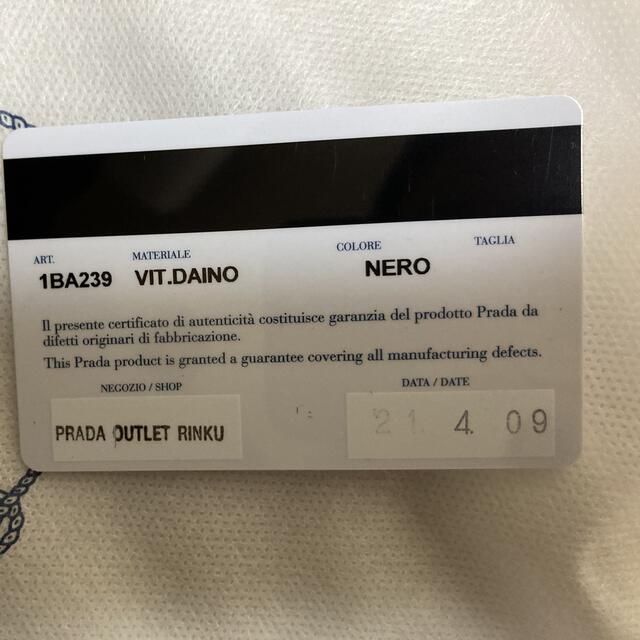 ART. MATERIALE COLORE TAGLIA
1BA239 VIT.DAINO NERO
Il presente certificato di autenticità costituisce garanzia del prodotto Prada da
difetti originari di fabbricazione.
This Prada product is granted a guarantee covering all manufacturing defects.
NEGOZIO / SHOP DATA / DATE
PRADA OUTLET RINKU 21. 4. 09